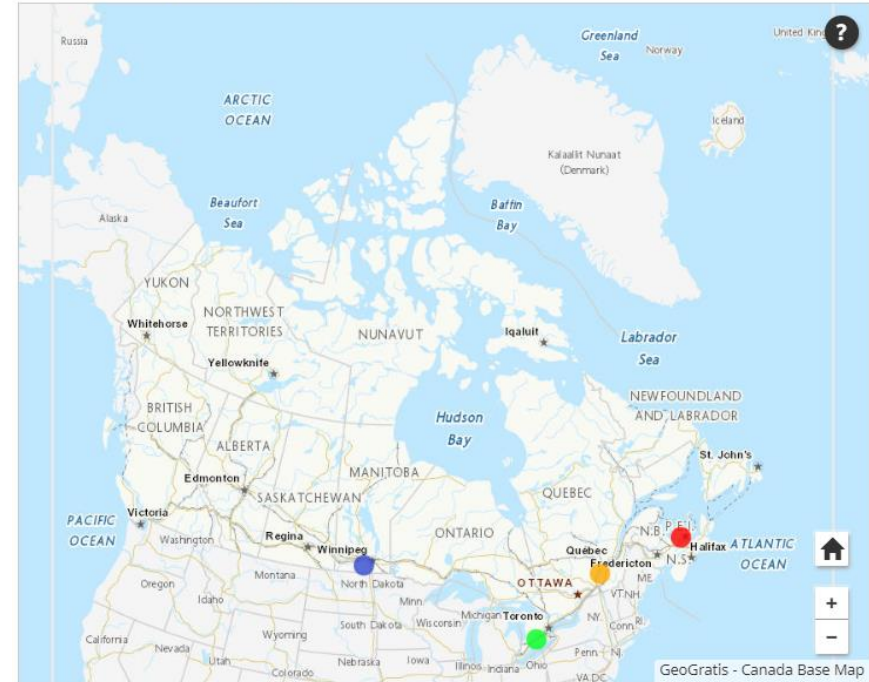 Russia
Greenland
Sea
Norway
?
ARCTIC
OCEAN
Iceland
Kalaallit Nunaat
(Denmark)
Beaufort
Sea
Baffin
Bay
Alaska
YUKON
NORTHWEST
TERRITORIES
Whitehorse
NUNAVUT
Iqaluit
Labrador
Sea
Yellowknife
BRITISH
COLUMBIA
Hudson
Bay
NEWFOUNDLAND
AND LABRADOR
ALBERTA
St. John's
Edmonton
MANITOBA
SASKATCHEWAN
QUEBEC
PACIFIC
OCEAN
Victoria
Washington
Regina
Winnipeg
ONTARIO
N.B.
P.E.I.
Halifax
ATLANTIC
OCEAN
Québec
Fredericton
N.S.
Montana
North Dakota
OTTAWA
ME
Oregon
Idaho
Minn.
VT
NH
South Dakota
Wisconsin
Michigan
Toronto
NY.
Conn.
RI.
California
Nevada
Wyoming
Utah
Nebraska
Iowa
Illinois
Indiana
Ohio
Penn.
NJ
Colorado
VA
DC
+
−
GeoGratis - Canada Base Map